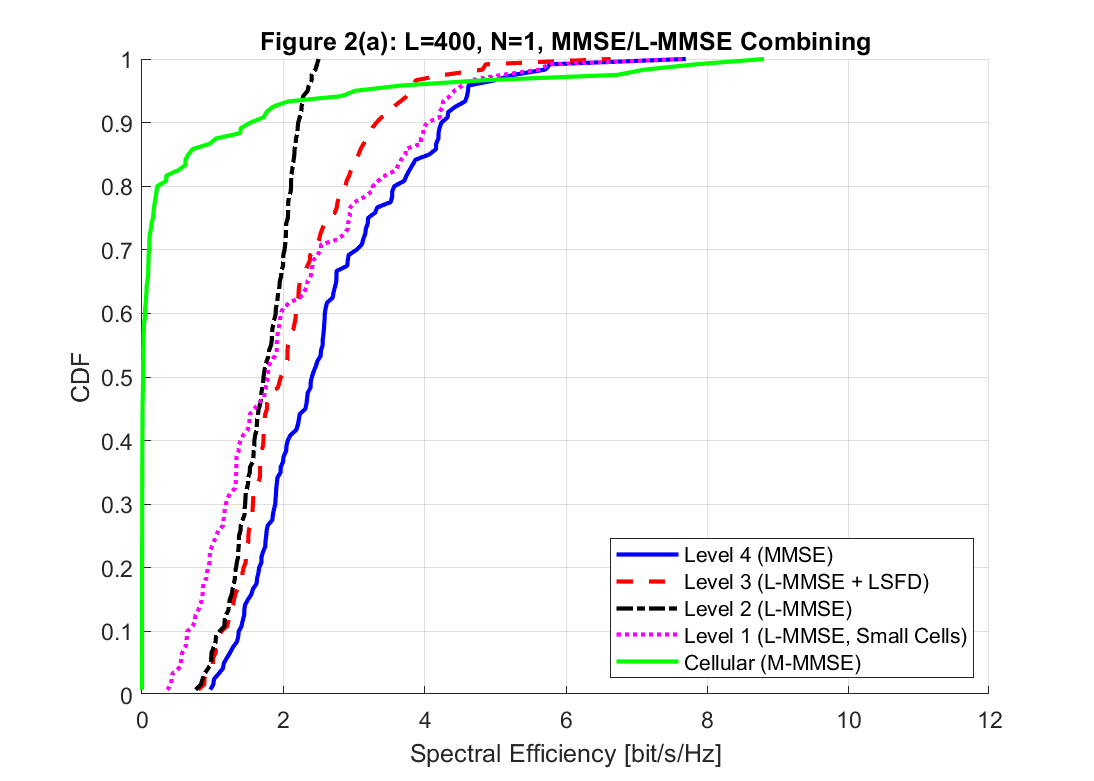 Figure 2(a): L=400, N=1, MMSE/L-MMSE Combining
1
0.9
0.8
0.7
0.6
0.5
0.4
0.3
0.2
0.1
0
CDF
Level 4 (MMSE)
Level 3 (L-MMSE + LSFD)
Level 2 (L-MMSE)
Level 1 (L-MMSE, Small Cells)
Cellular (M-MMSE)
0 2 4 6 8 10 12
Spectral Efficiency [bit/s/Hz]